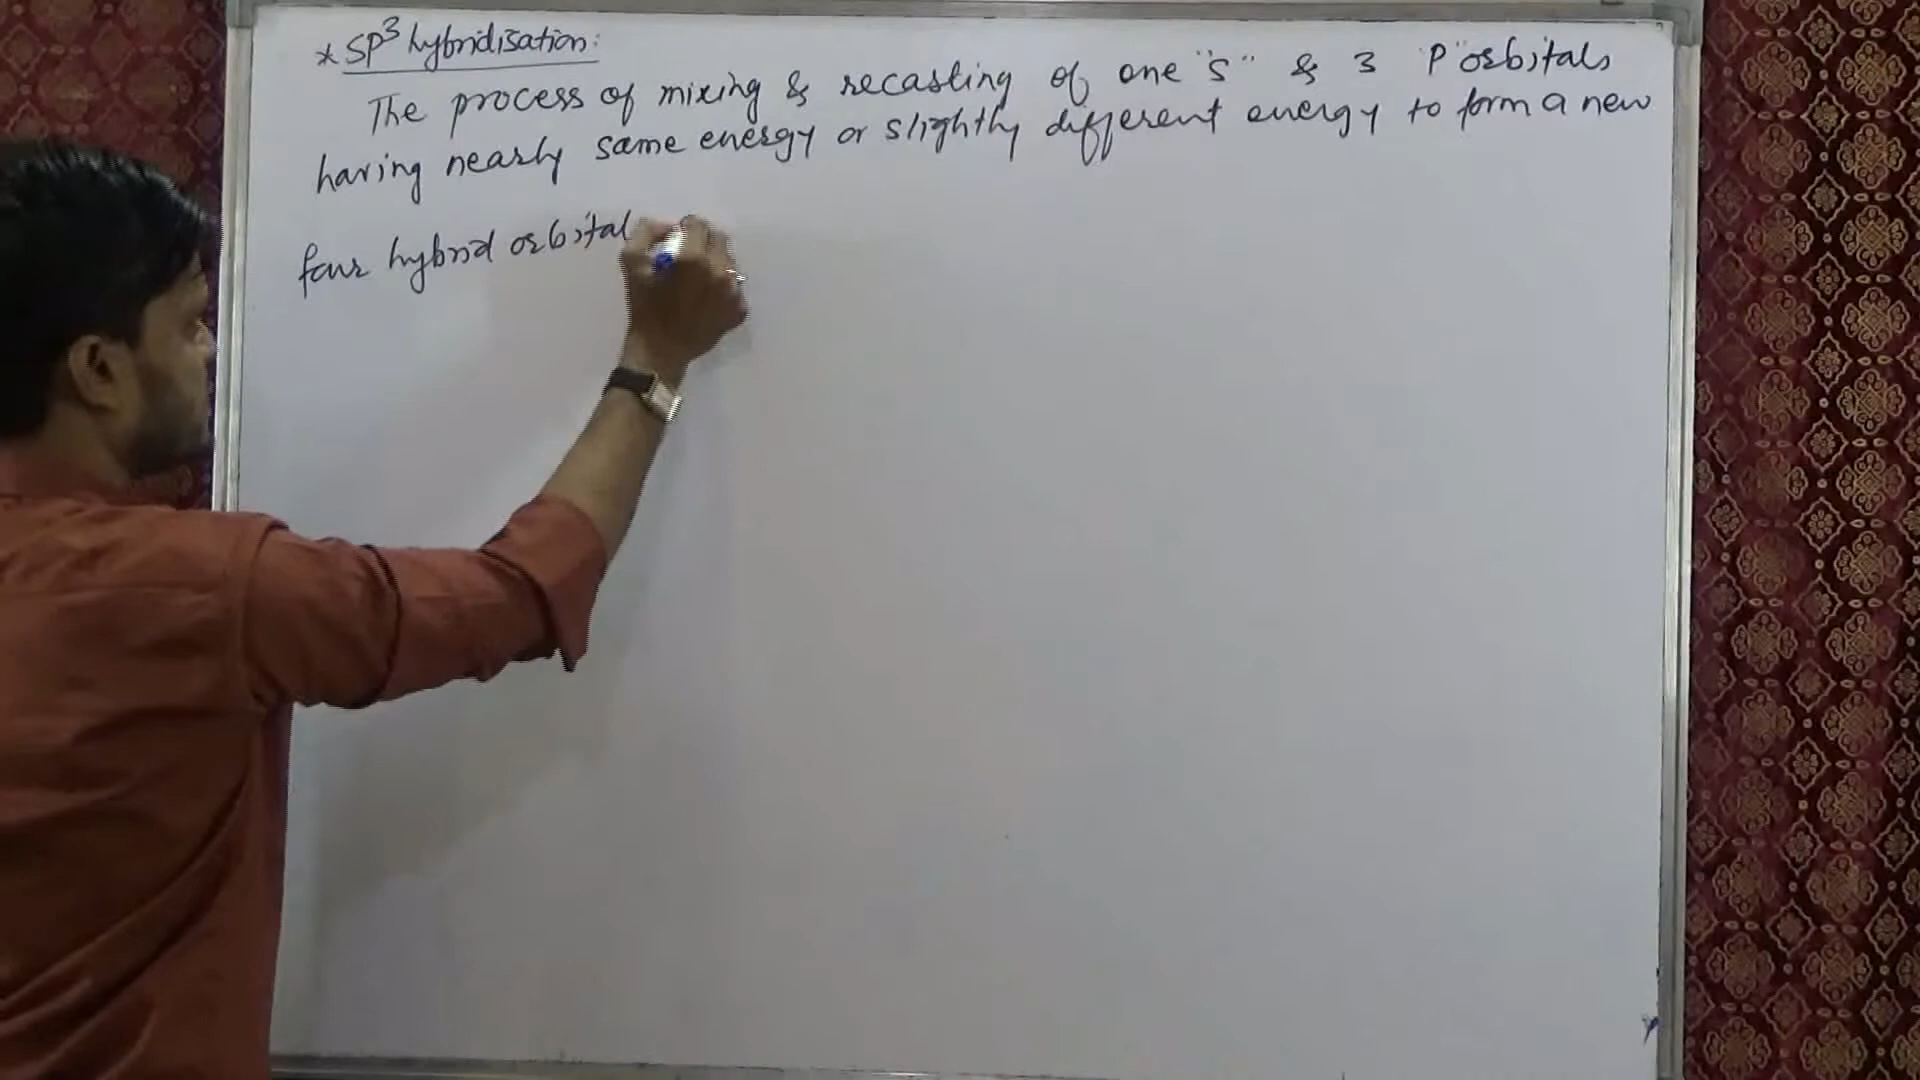 * SP³ hybridisation:
The process of mixing & recasting of one "s" & 3 "P" orbitals
having nearly same energy or slightly different energy to form a new
four hybrid orbital